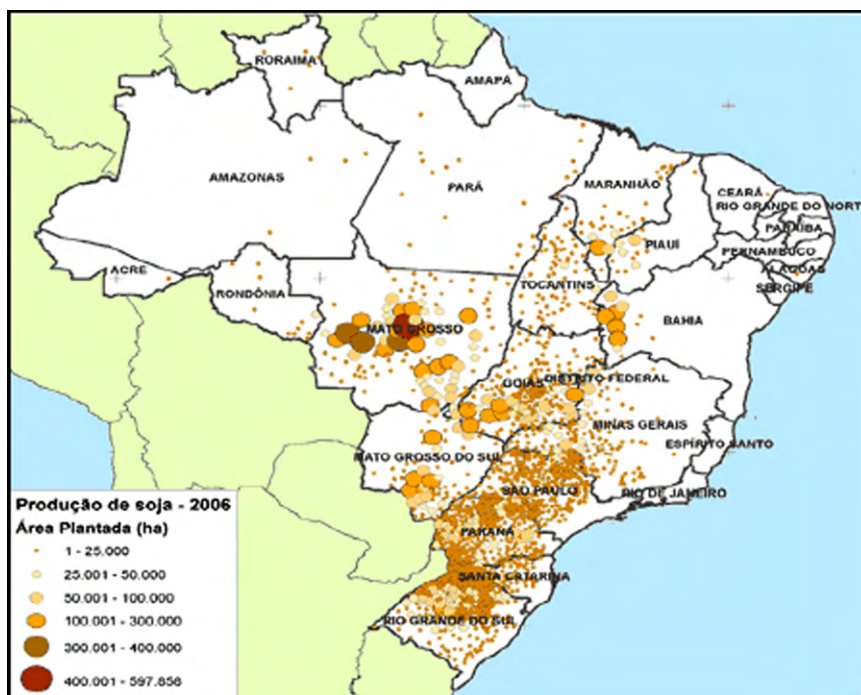 RORAIMA
AMAPÁ
AMAZONAS
PARÁ
MARANHÃO
CEARÁ
RIO GRANDE DO NORTE
PARAÍBA
PIAUÍ
PERNAMBUCO
ACRE
ALAGOAS
SERGIPE
RONDÔNIA
TOCANTINS
BAHIA
MATO GROSSO
GOIÁS
DISTRITO FEDERAL
MINAS GERAIS
MATO GROSSO DO SUL
ESPÍRITO SANTO
SÃO PAULO
RIO DE JANEIRO
PARANÁ
SANTA CATARINA
RIO GRANDE DO SUL
Produção de soja - 2006
Área Plantada (ha)
1 - 25.000
25.001 - 50.000
50.001 - 100.000
100.001 - 300.000
300.001 - 400.000
400.001 - 597.858